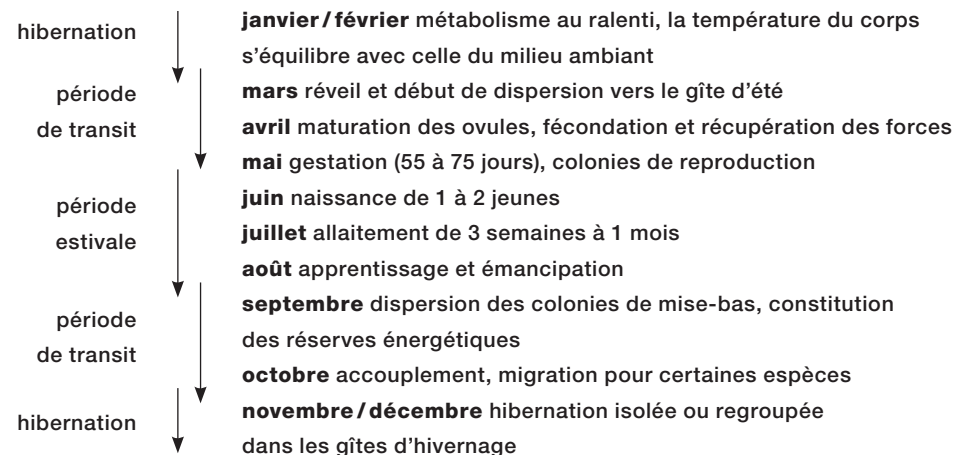 hibernation
janvier / février métabolisme au ralenti, la température du corps
s’équilibre avec celle du milieu ambiant
période
de transit
mars réveil et début de dispersion vers le gîte d’été
avril maturation des ovules, fécondation et récupération des forces
mai gestation (55 à 75 jours), colonies de reproduction
période
estivale
juin naissance de 1 à 2 jeunes
juillet allaitement de 3 semaines à 1 mois
août apprentissage et émancipation
période
de transit
septembre dispersion des colonies de mise-bas, constitution
des réserves énergétiques
octobre accouplement, migration pour certaines espèces
hibernation
novembre / décembre hibernation isolée ou regroupée
dans les gîtes d’hivernage